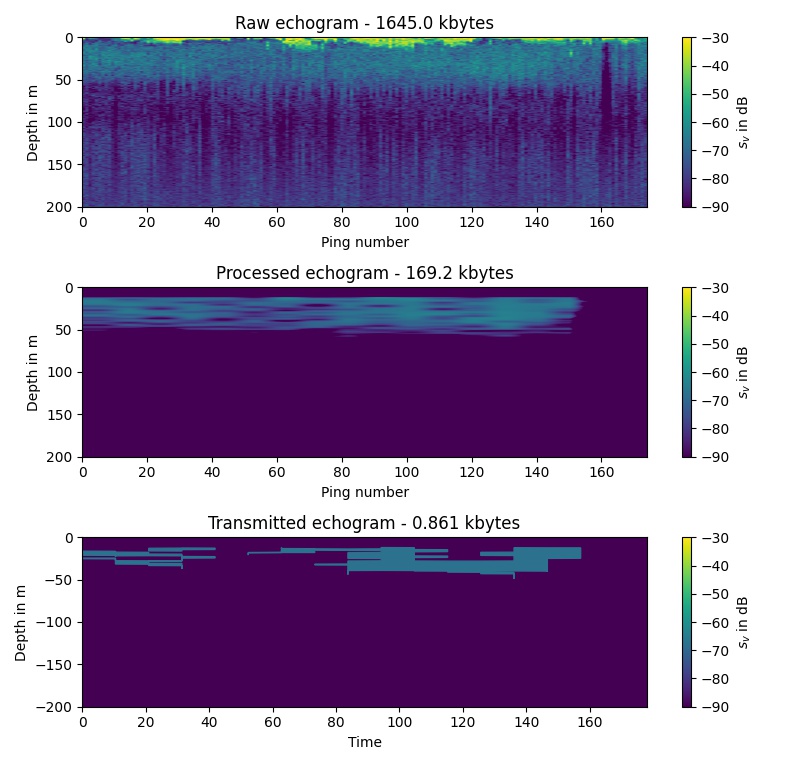 Raw echogram - 1645.0 kbytes
0
50
100
150
200
Depth in m
0 20 40 60 80 100 120 140 160
Ping number
−30
−40
−50
−60
−70
−80
−90
sv in dB
Processed echogram - 169.2 kbytes
0
50
100
150
200
Depth in m
0 20 40 60 80 100 120 140 160
Ping number
−30
−40
−50
−60
−70
−80
−90
sv in dB
Transmitted echogram - 0.861 kbytes
0
−50
−100
−150
−200
Depth in m
0 20 40 60 80 100 120 140 160
Time
−30
−40
−50
−60
−70
−80
−90
sv in dB